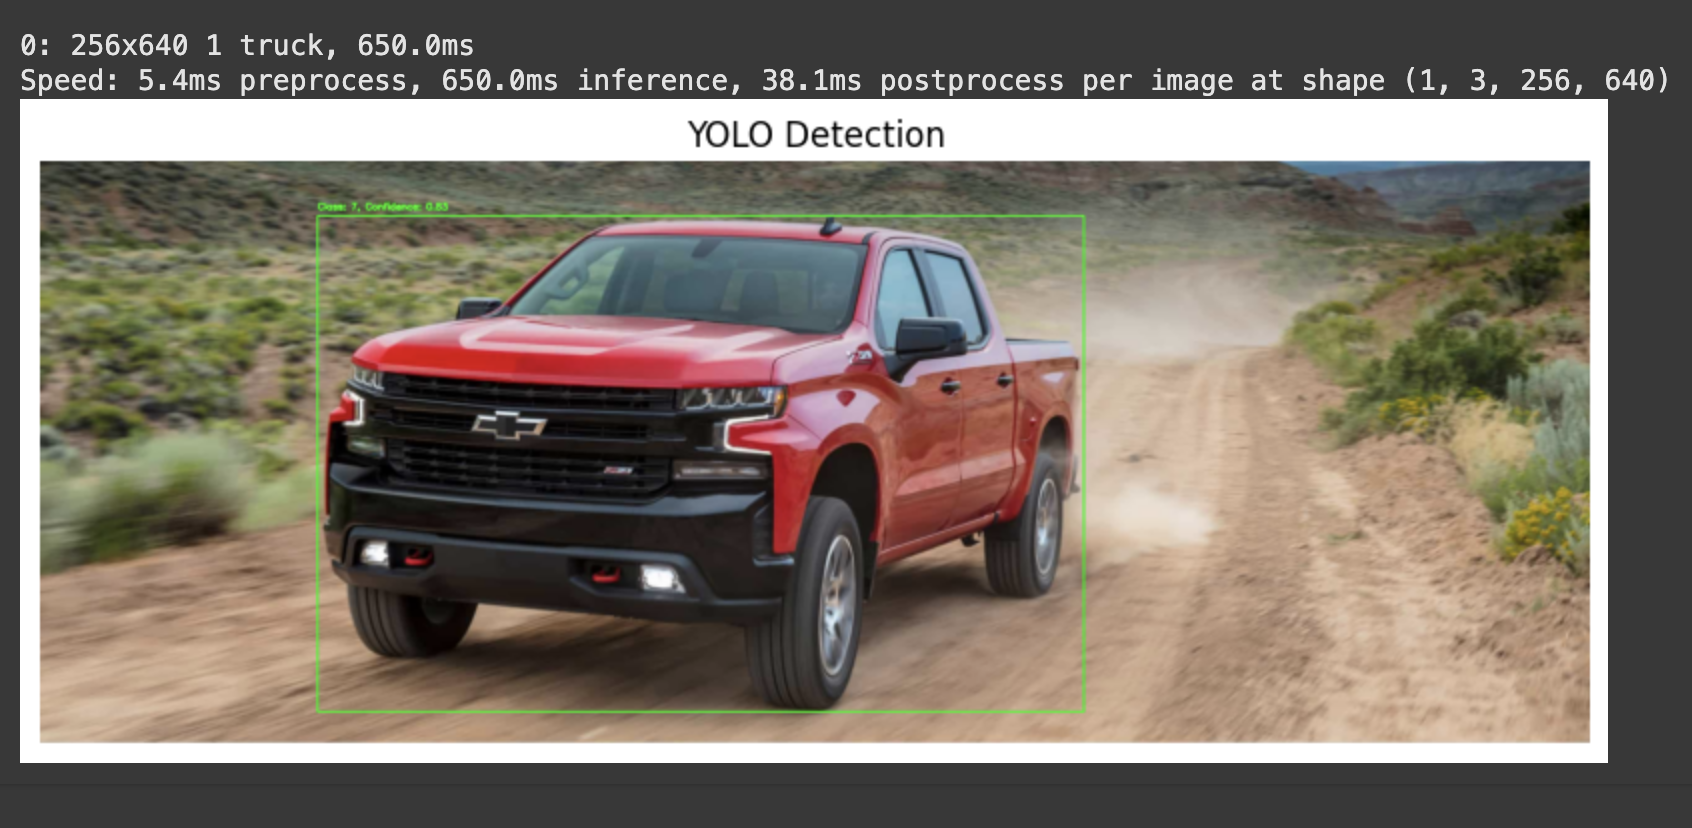 0: 256x640 1 truck, 650.0ms
Speed: 5.4ms preprocess, 650.0ms inference, 38.1ms postprocess per image at shape (1, 3, 256, 640)
YOLO Detection
Class: 7, Confidence: 0.83
Z71